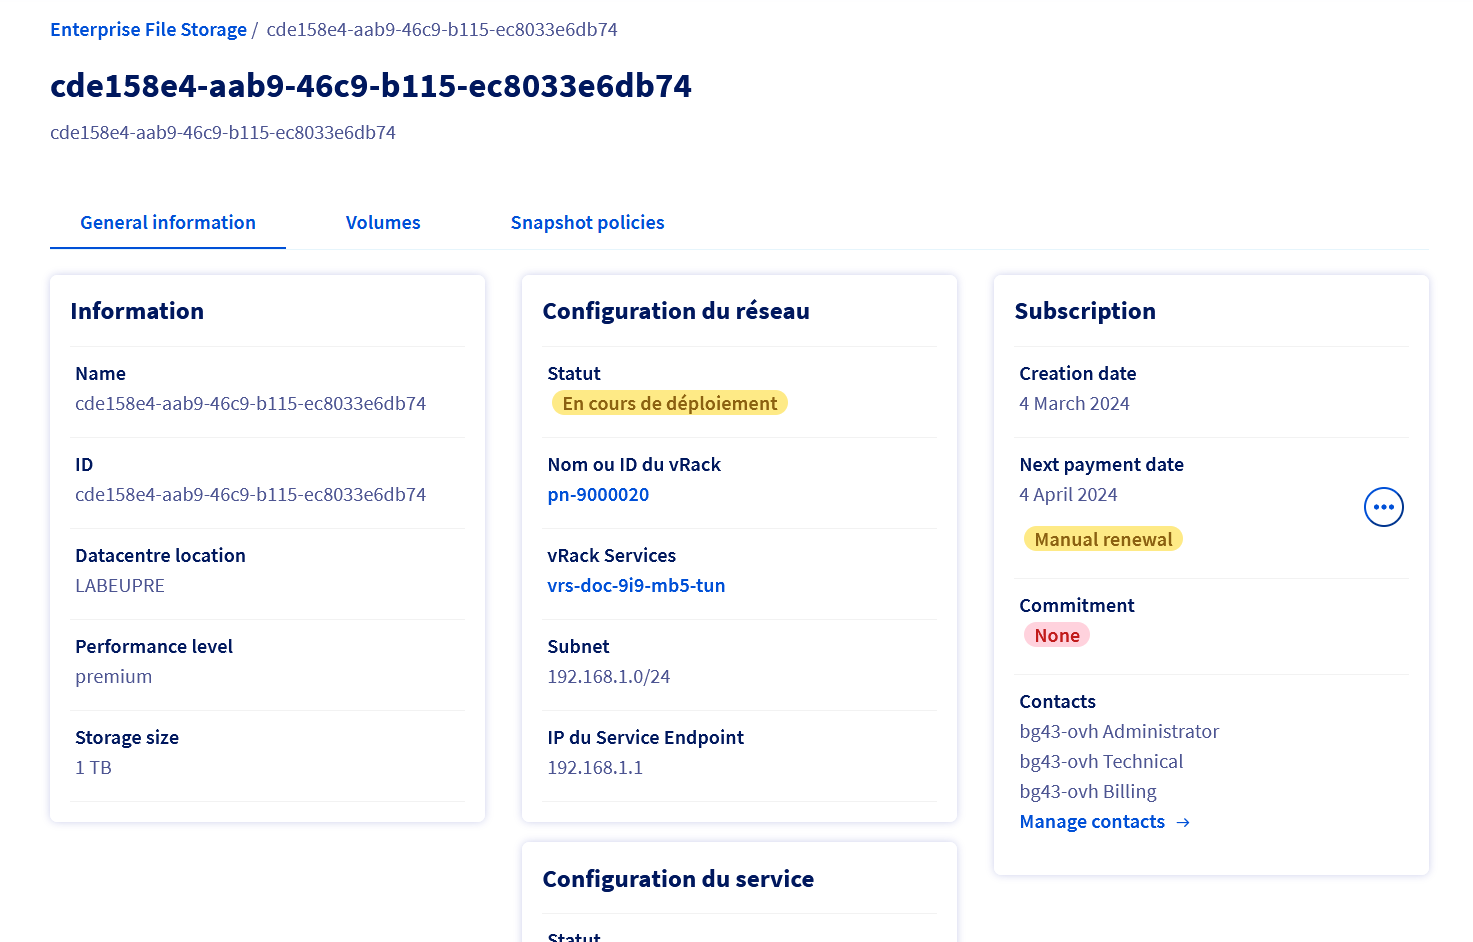 Enterprise File Storage / cde158e4-aab9-46c9-b115-ec8033e6db74
cde158e4-aab9-46c9-b115-ec8033e6db74
cde158e4-aab9-46c9-b115-ec8033e6db74
General information
Volumes
Snapshot policies
Information
Name
cde158e4-aab9-46c9-b115-ec8033e6db74
ID
cde158e4-aab9-46c9-b115-ec8033e6db74
Datacentre location
LABEUPRE
Performance level
premium
Storage size
1 TB
Configuration du réseau
Statut
En cours de déploiement
Nom ou ID du vRack
pn-9000020
vRack Services
vrs-doc-9i9-mb5-tun
Subnet
192.168.1.0/24
IP du Service Endpoint
192.168.1.1
Configuration du service
Statut
Subscription
Creation date
4 March 2024
Next payment date
4 April 2024
Manual renewal
Commitment
None
Contacts
bg43-ovh Administrator
bg43-ovh Technical
bg43-ovh Billing
Manage contacts →